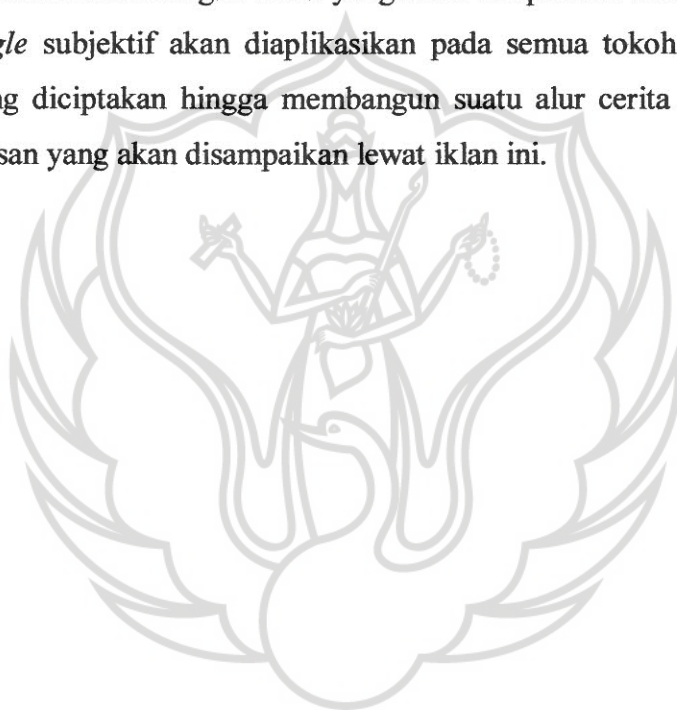 gle subjektif akan diaplikasikan pada semua tokoh
ng diciptakan hingga membangun suatu alur cerita
san yang akan disampaikan lewat iklan ini.